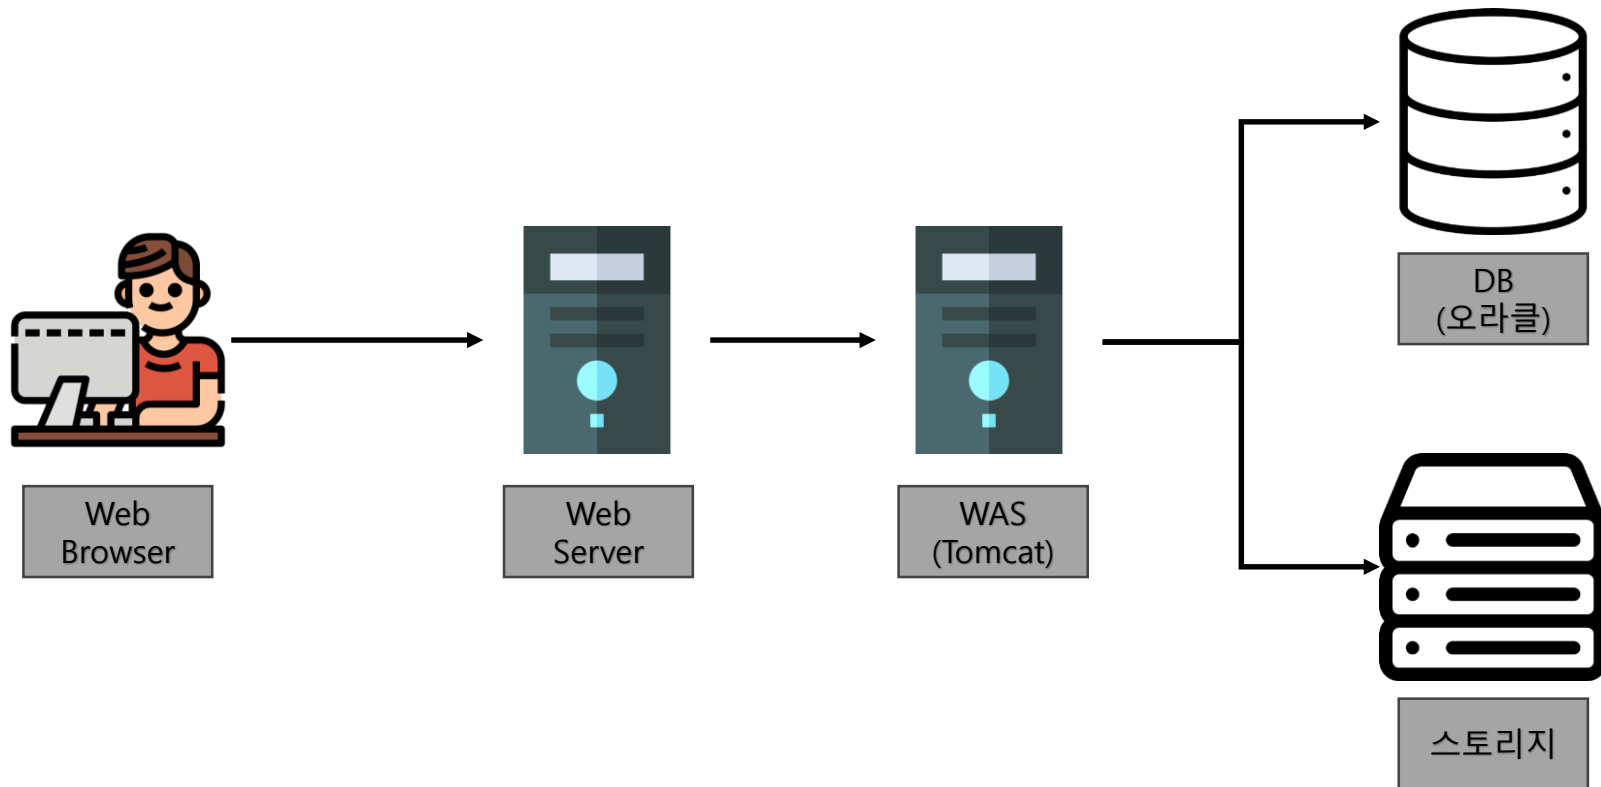 Web
Browser
Web
Server
WAS
(Tomcat)
DB
(오라클)
스토리지